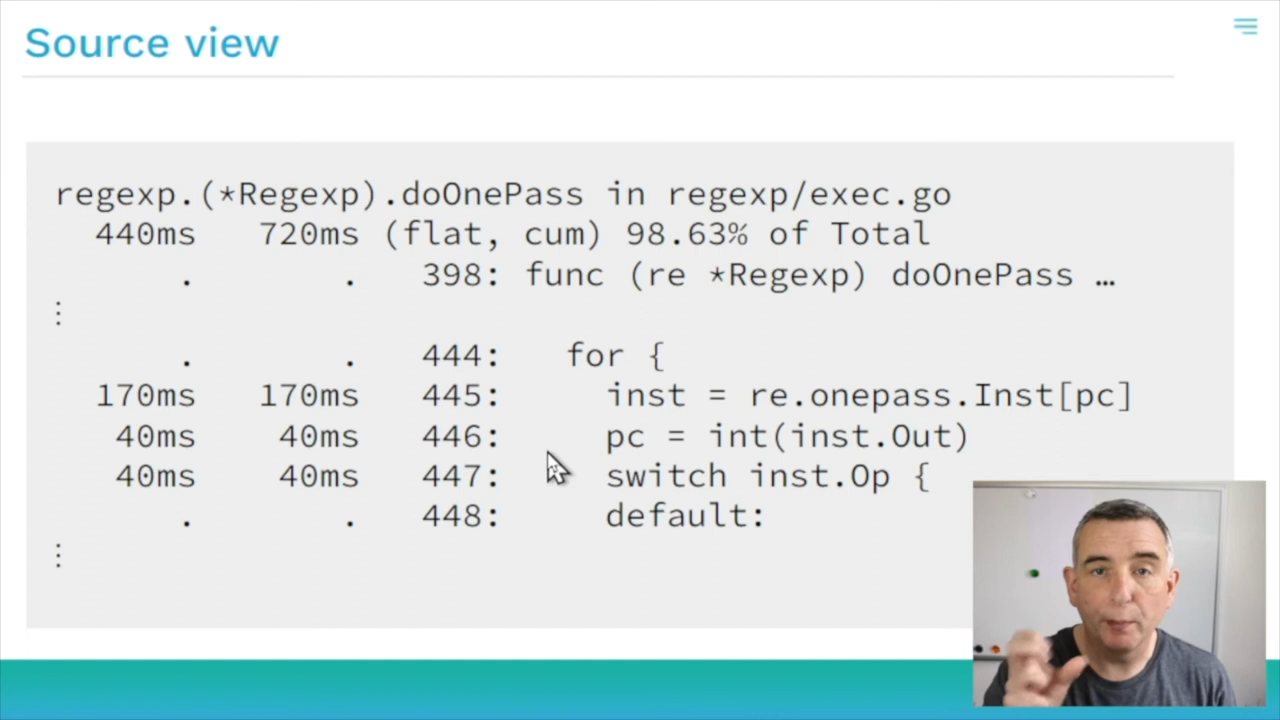 Source view
regexp.(*Regexp).doOnePass in regexp/exec.go
440ms 720ms (flat, cum) 98.63% of Total
. . 398: func (re *Regexp) doOnePass …
⋮
. . 444: for {
170ms 170ms 445: inst = re.onepass.Inst[pc]
40ms 40ms 446: pc = int(inst.Out)
40ms 40ms 447: switch inst.Op {
. . 448: default:
⋮